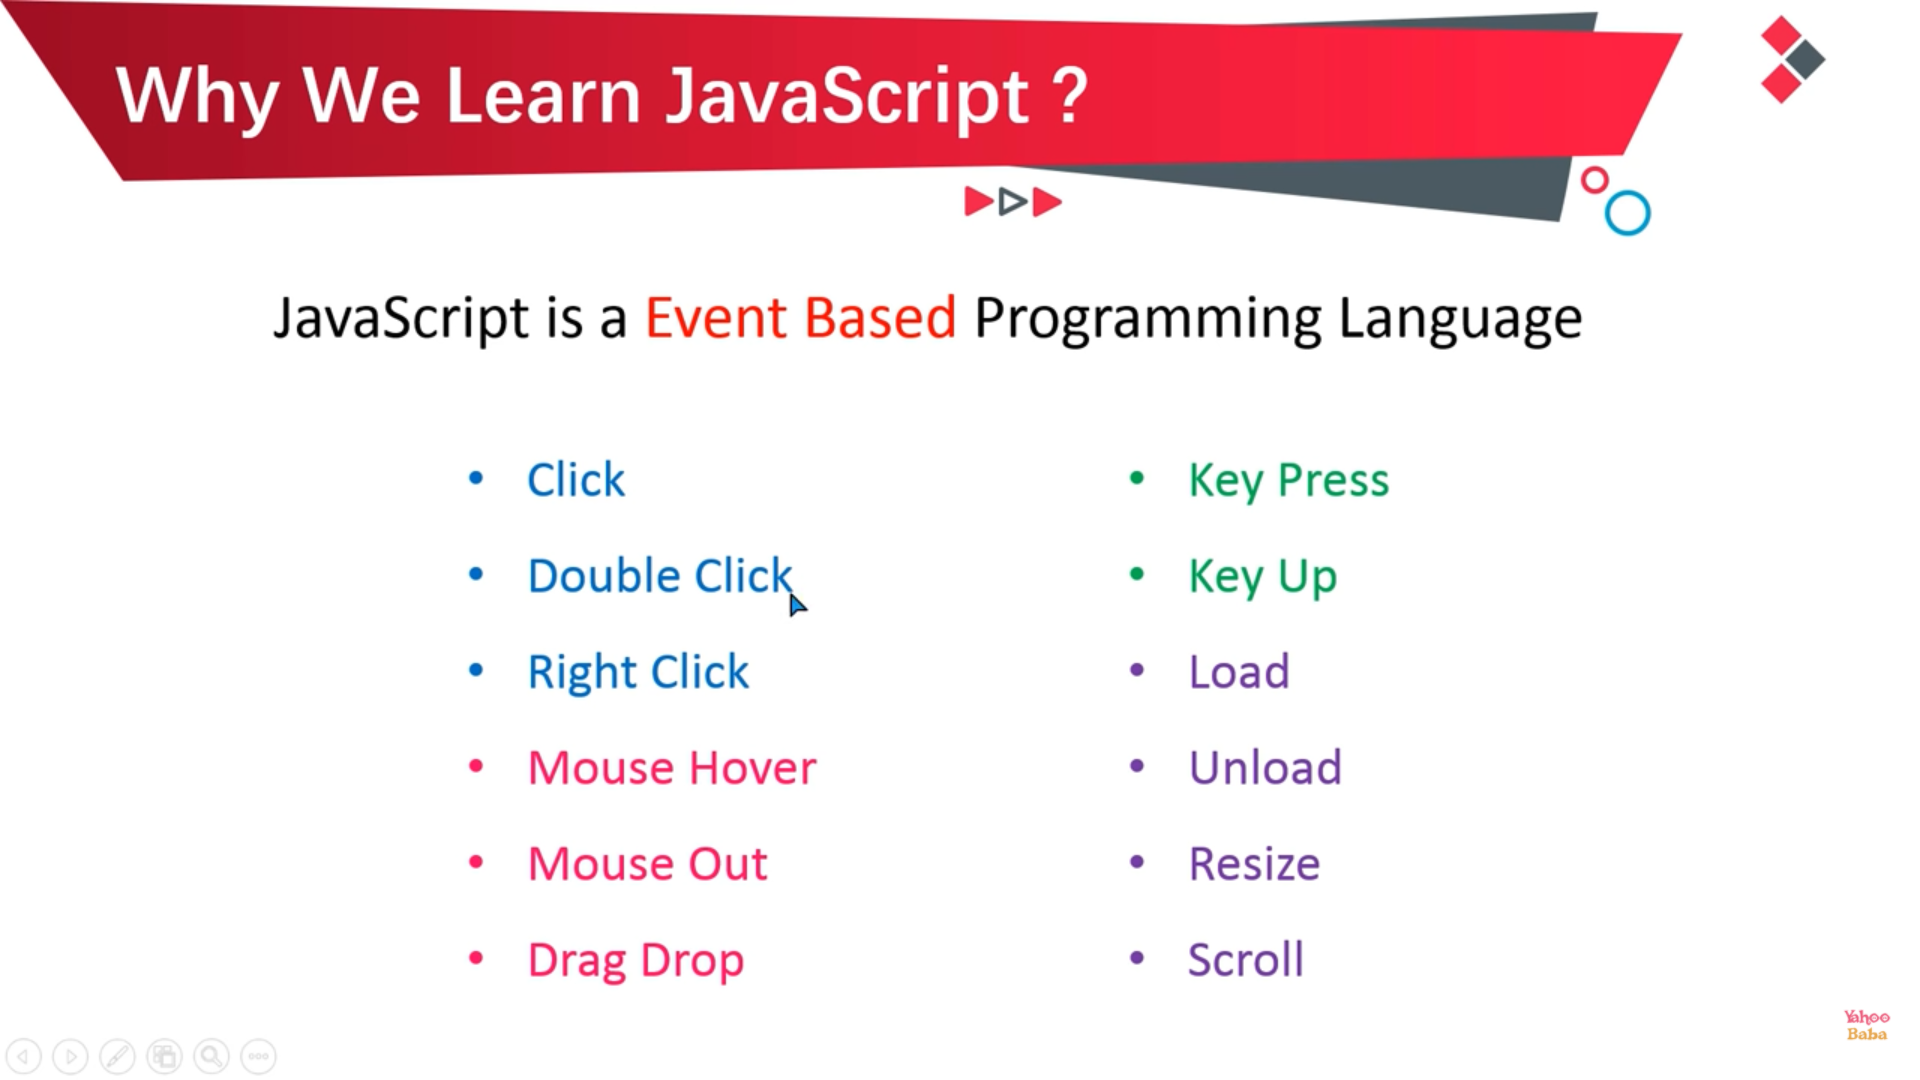 Why We Learn JavaScript ?
JavaScript is a Event Based Programming Language
• Click
• Double Click
• Right Click
• Mouse Hover
• Mouse Out
• Drag Drop
• Key Press
• Key Up
• Load
• Unload
• Resize
• Scroll
Yahoo
Baba